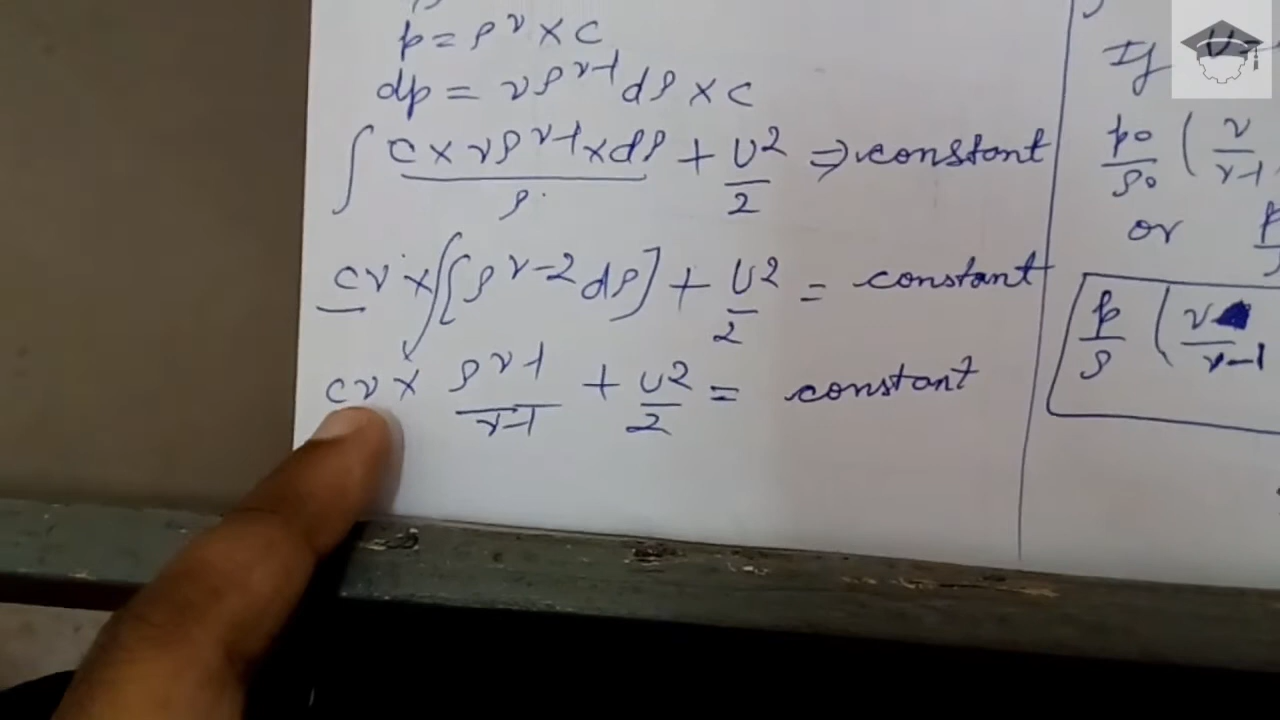 p = ρ^γ × C
dp = γρ^γ-1 dρ × C
∫ C × γρ^γ-1 × dρ / ρ + U²/2 ⇒ constant
Cγ × ∫[ρ^γ-2 dρ] + U²/2 = constant
Cγ × ρ^γ-1 / γ-1 + U²/2 = constant
If U =
p₀/ρ₀ (γ/γ-1
or p/ρ
p/ρ (γ/γ-1